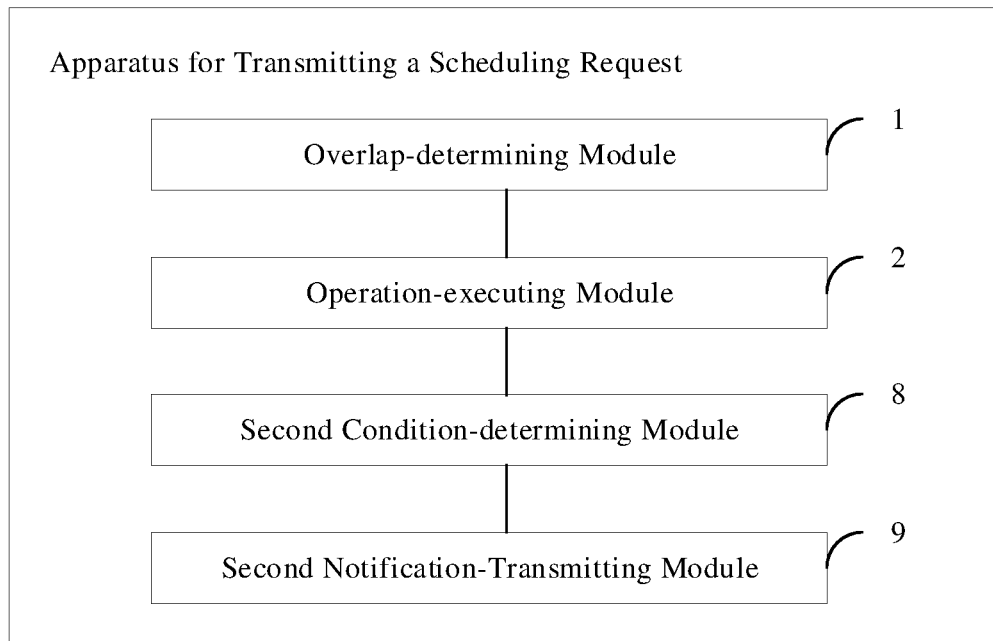 Apparatus for Transmitting a Scheduling Request
1
Overlap-determining Module
2
Operation-executing Module
8
Second Condition-determining Module
9
Second Notification-Transmitting Module